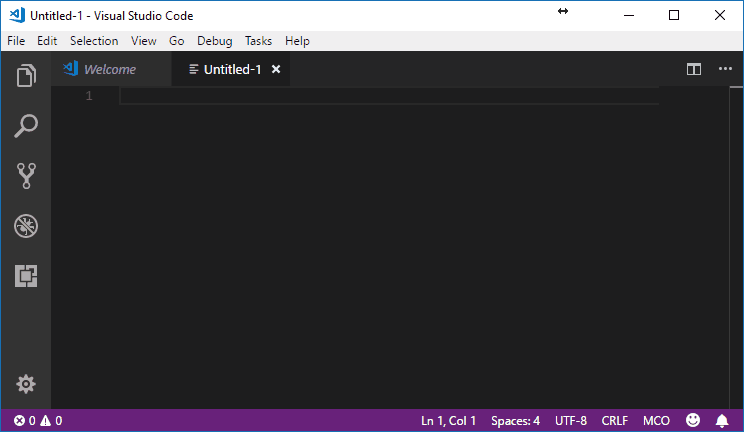 Untitled-1 - Visual Studio Code
File Edit Selection View Go Debug Tasks Help
Welcome Untitled-1
1
0 0 Ln 1, Col 1 Spaces: 4 UTF-8 CRLF MCO